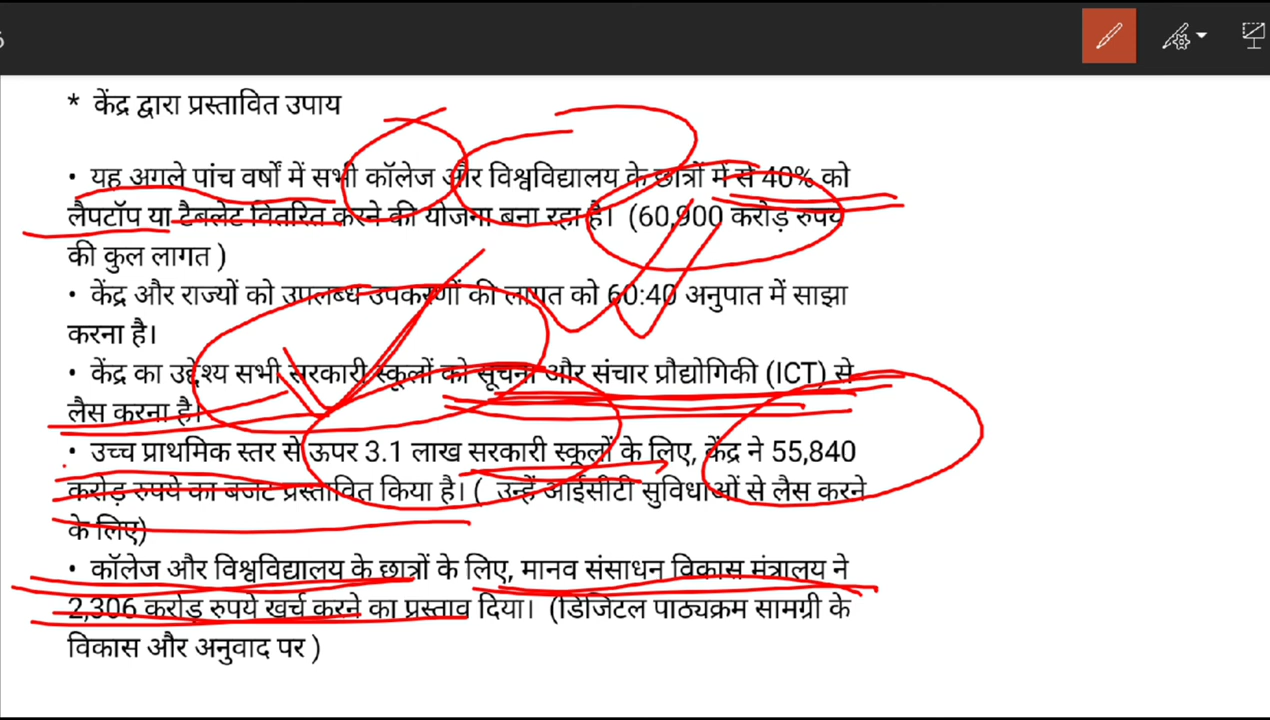 * केंद्र द्वारा प्रस्तावित उपाय
• यह अगले पांच वर्षों में सभी कॉलेज और विश्वविद्यालय के छात्रों में से 40% को
लैपटॉप या टैबलेट वितरित करने की योजना बना रहा है। (60,900 करोड़ रुपये
की कुल लागत )
• केंद्र और राज्यों को उपलब्ध उपकरणों की लागत को 60:40 अनुपात में साझा
करना है।
• केंद्र का उद्देश्य सभी सरकारी स्कूलों को सूचना और संचार प्रौद्योगिकी (ICT) से
लैस करना है।
• उच्च प्राथमिक स्तर से ऊपर 3.1 लाख सरकारी स्कूलों के लिए, केंद्र ने 55,840
करोड़ रुपये का बजट प्रस्तावित किया है। ( उन्हें आईसीटी सुविधाओं से लैस करने
के लिए)
• कॉलेज और विश्वविद्यालय के छात्रों के लिए, मानव संसाधन विकास मंत्रालय ने
2,306 करोड़ रुपये खर्च करने का प्रस्ताव दिया। (डिजिटल पाठ्यक्रम सामग्री के
विकास और अनुवाद पर )